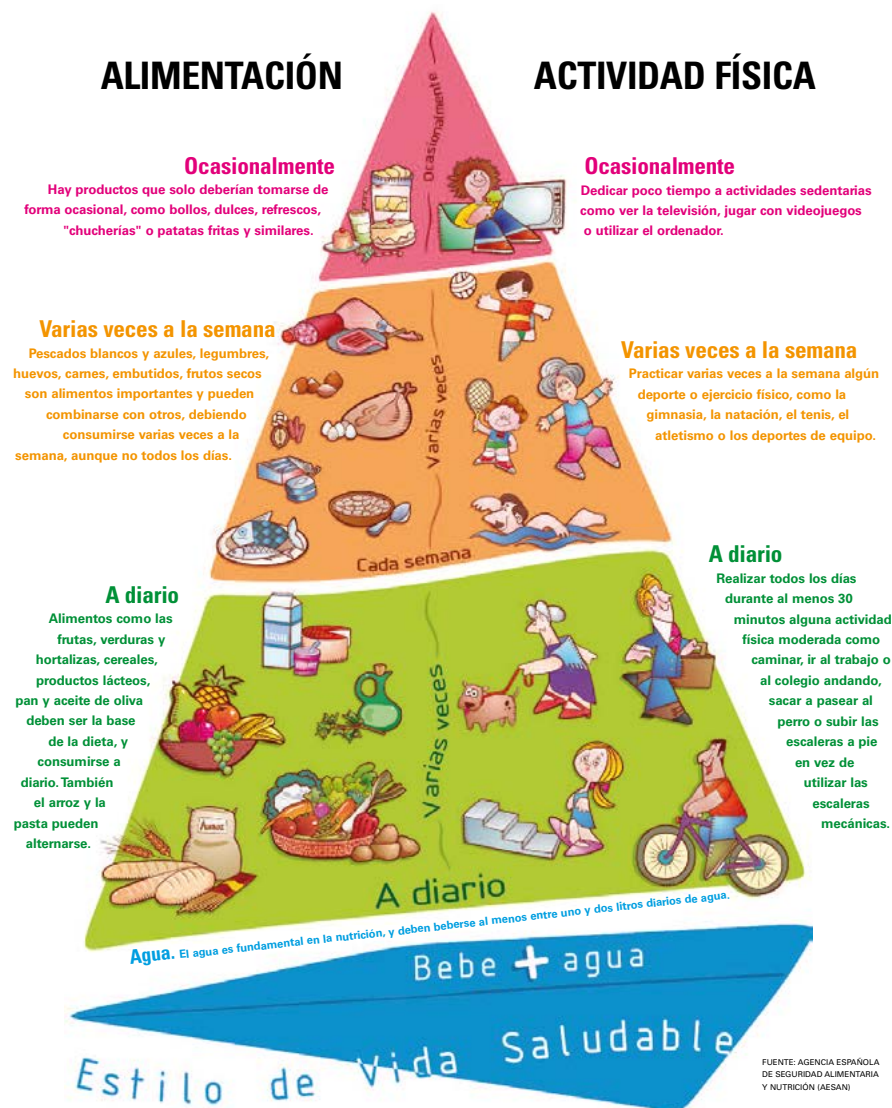 ALIMENTACIÓN
ACTIVIDAD FÍSICA
Ocasionalmente
Ocasionalmente
Hay productos que solo deberían tomarse de
forma ocasional, como bollos, dulces, refrescos,
"chucherías" o patatas fritas y similares.
Ocasionalmente
Dedicar poco tiempo a actividades sedentarias
como ver la televisión, jugar con videojuegos
o utilizar el ordenador.
Varias veces a la semana
Pescados blancos y azules, legumbres,
huevos, carnes, embutidos, frutos secos
son alimentos importantes y pueden
combinarse con otros, debiendo
consumirse varias veces a la
semana, aunque no todos los días.
Varias veces
Cada semana
Varias veces a la semana
Practicar varias veces a la semana algún
deporte o ejercicio físico, como la
gimnasia, la natación, el tenis, el
atletismo o los deportes de equipo.
A diario
Alimentos como las
frutas, verduras y
hortalizas, cereales,
productos lácteos,
pan y aceite de oliva
deben ser la base
de la dieta, y
consumirse a
diario. También
el arroz y la
pasta pueden
alternarse.
Varias veces
A diario
A diario
Realizar todos los días
durante al menos 30
minutos alguna actividad
física moderada como
caminar, ir al trabajo o
al colegio andando,
sacar a pasear al
perro o subir las
escaleras a pie
en vez de
utilizar las
escaleras
mecánicas.
Agua. El agua es fundamental en la nutrición, y deben beberse al menos entre uno y dos litros diarios de agua.
Bebe + agua
Estilo de Vida Saludable
FUENTE: AGENCIA ESPAÑOLA
DE SEGURIDAD ALIMENTARIA
Y NUTRICIÓN (AESAN)